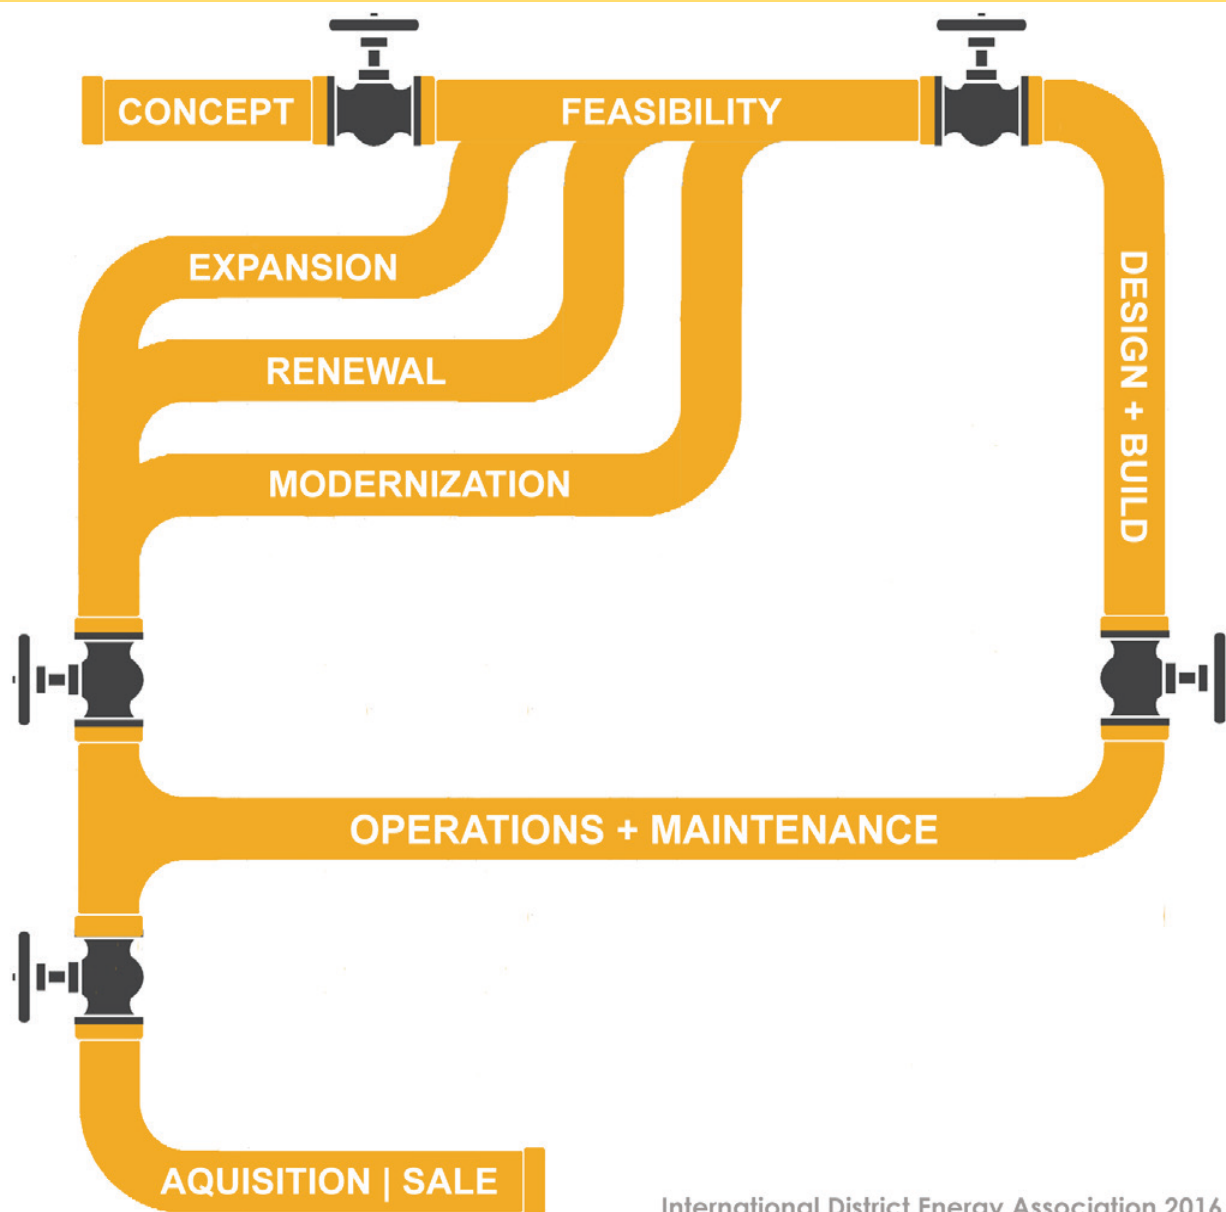 CONCEPT
FEASIBILITY
EXPANSION
RENEWAL
MODERNIZATION
DESIGN + BUILD
OPERATIONS + MAINTENANCE
AQUISITION | SALE
International District Energy Association 2016